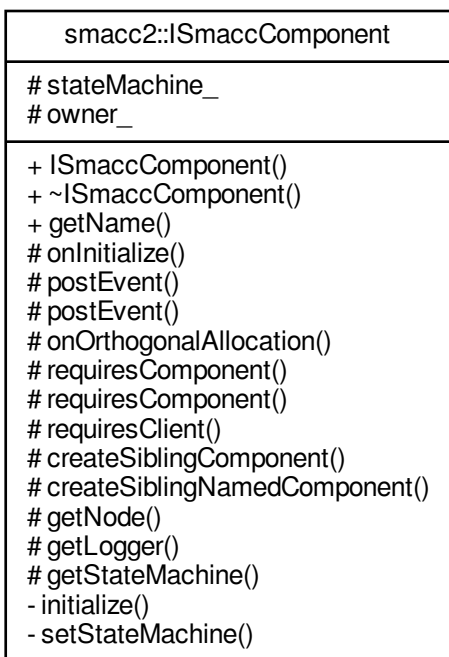 smacc2::ISmaccComponent
# stateMachine_
# owner_
+ ISmaccComponent()
+ ~ISmaccComponent()
+ getName()
# onInitialize()
# postEvent()
# postEvent()
# onOrthogonalAllocation()
# requiresComponent()
# requiresComponent()
# requiresClient()
# createSiblingComponent()
# createSiblingNamedComponent()
# getNode()
# getLogger()
# getStateMachine()
- initialize()
- setStateMachine()